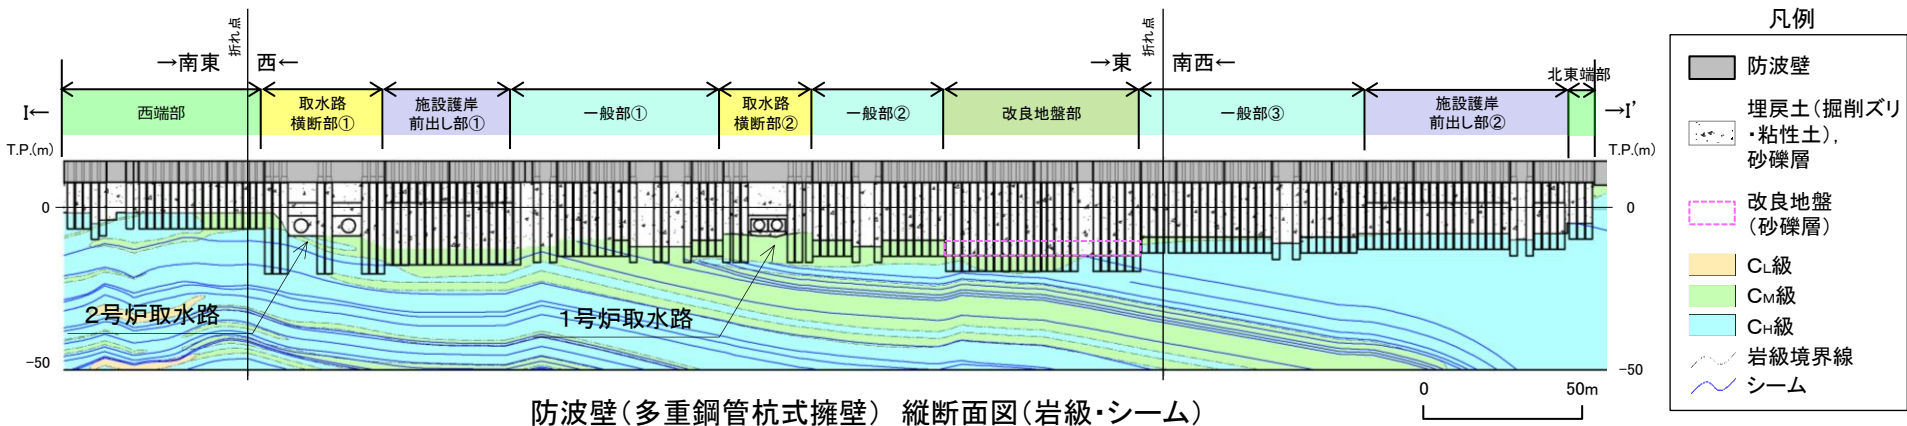 折れ点
折れ点
→南東 西←
→東 南西←
I←
西端部
取水路
横断部①
施設護岸
前出し部①
一般部①
取水路
横断部②
一般部②
改良地盤部
一般部③
施設護岸
前出し部②
北東端部
→I'
T.P.(m)
T.P.(m)
0
0
-50
-50
2号炉取水路
1号炉取水路
0 50m
防波壁(多重鋼管杭式擁壁) 縦断面図(岩級・シーム)
凡例
防波壁
埋戻土(掘削ズリ
・粘性土),
砂礫層
改良地盤
(砂礫層)
CL級
CM級
CH級
岩級境界線
シーム